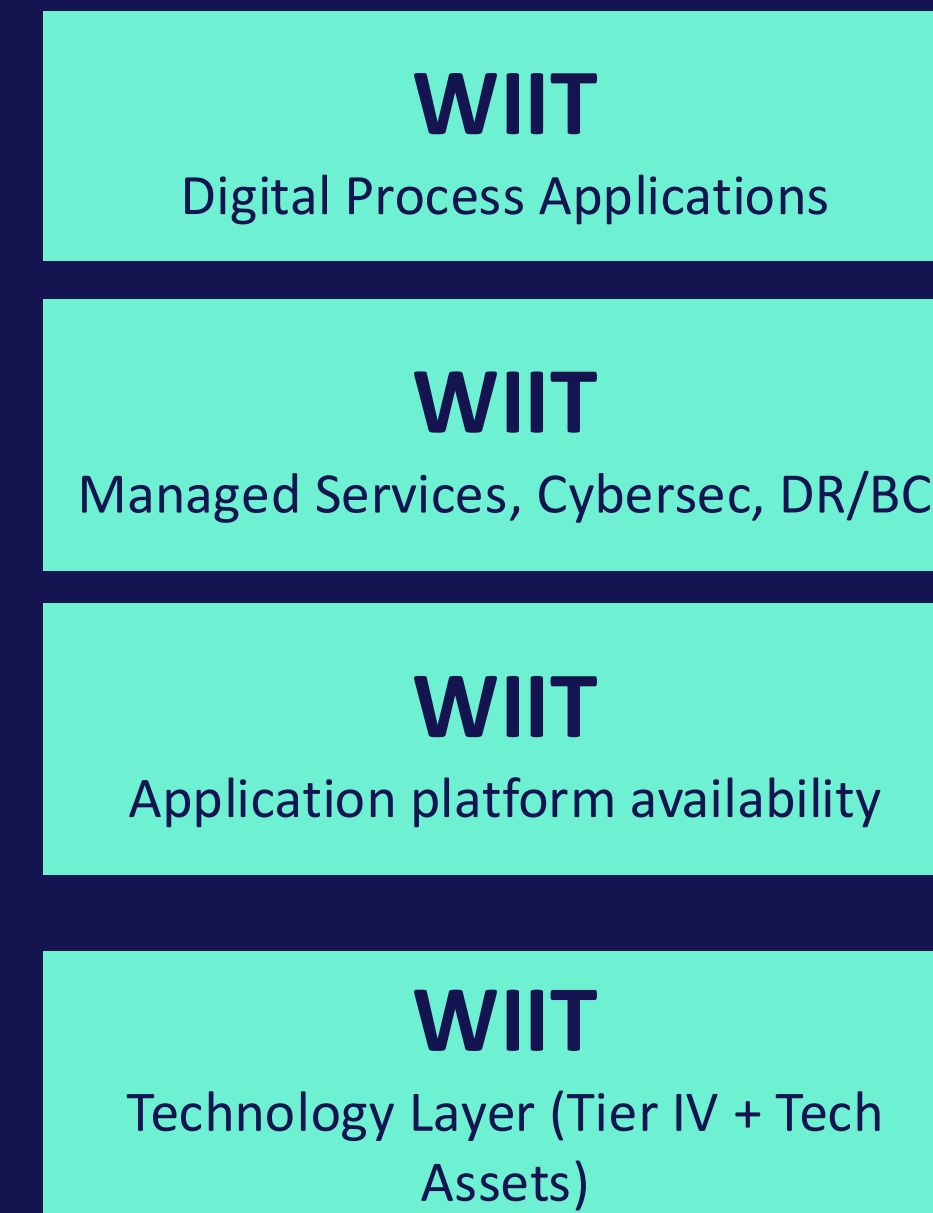 WIIT
Digital Process Applications
WIIT
Managed Services, Cybersec, DR/BC
WIIT
Application platform availability
WIIT
Technology Layer (Tier IV + Tech
Assets)